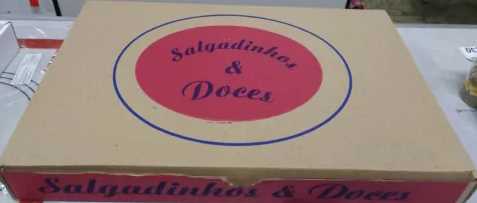 Salgadinhos
&
Doces
Salgadinhos & Doces